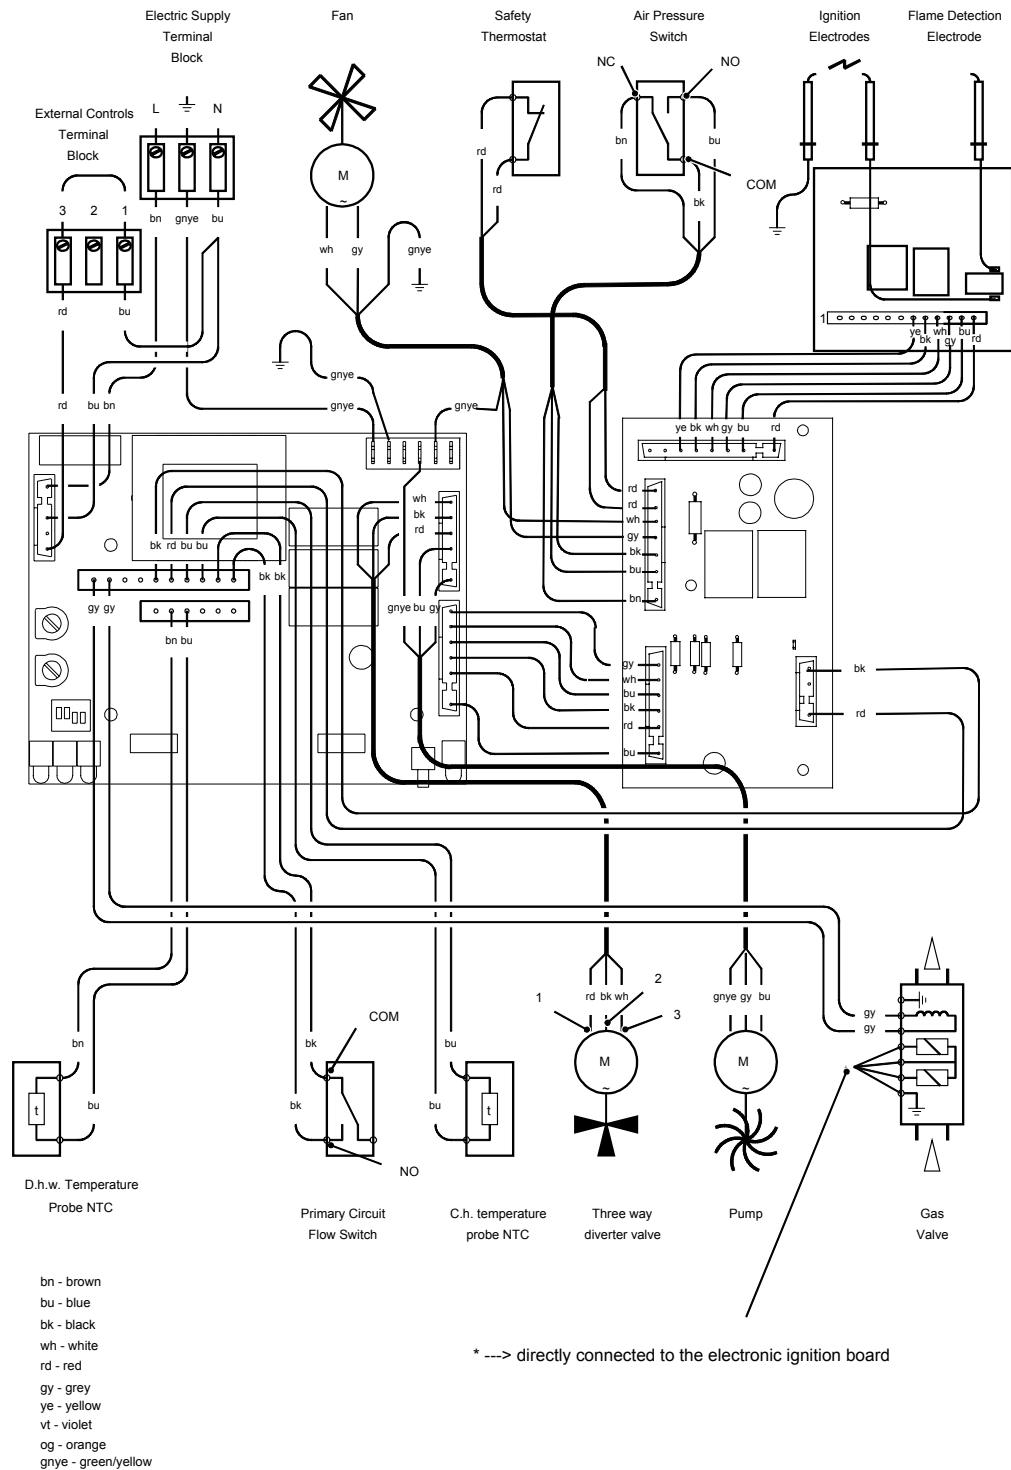 Electric Supply
Terminal
Block
Fan
Safety
Thermostat
Air Pressure
Switch
Ignition
Electrodes
Flame Detection
Electrode
NC
NO
External Controls
Terminal
Block
L
N
M
~
rd
rd
bn
bu
COM
bk
3
2
1
bn
gnye
bu
wh
gy
gnye
rd
bu
1
ye
bk
wh
gy
bu
rd
gnye
rd
bu
bn
gnye
gnye
ye
bk
wh
gy
bu
rd
wh
bk
rd
rd
rd
wh
gy
bk
bu
bn
bk
rd
bu
bu
bk
bk
gy
gy
gnye
bu
gy
bn
bu
gy
wh
bu
bk
rd
bu
bk
rd
rd
bk
wh
gnye
gy
bu
1
2
3
COM
gy
gy
bn
bk
bu
M
~
M
~
t
bu
bk
bu
t
NO
D.h.w. Temperature
Probe NTC
Primary Circuit
Flow Switch
C.h. temperature
probe NTC
Three way
diverter valve
Pump
Gas
Valve
bn - brown
bu - blue
bk - black
wh - white
rd - red
gy - grey
ye - yellow
vt - violet
og - orange
gnye - green/yellow
* ---> directly connected to the electronic ignition board